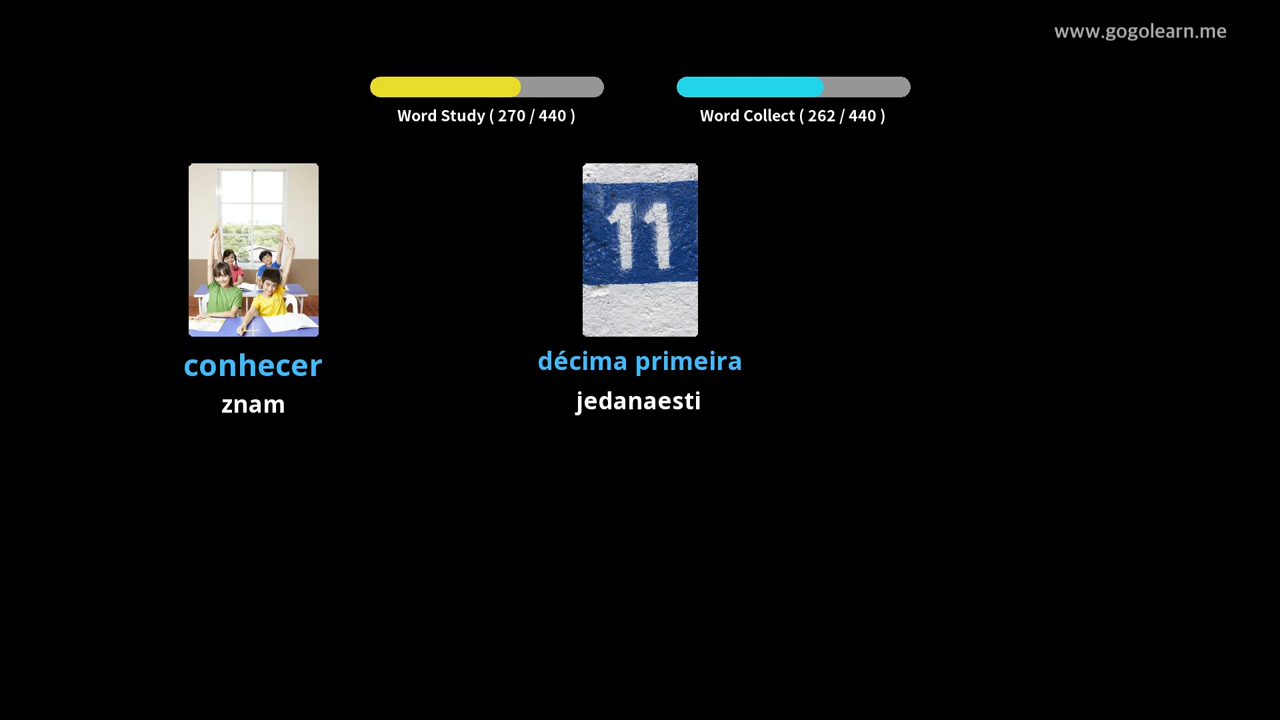 www.gogolearn.me
Word Study ( 270 / 440 )
Word Collect ( 262 / 440 )
11
conhecer
znam
décima primeira
jedanaesti